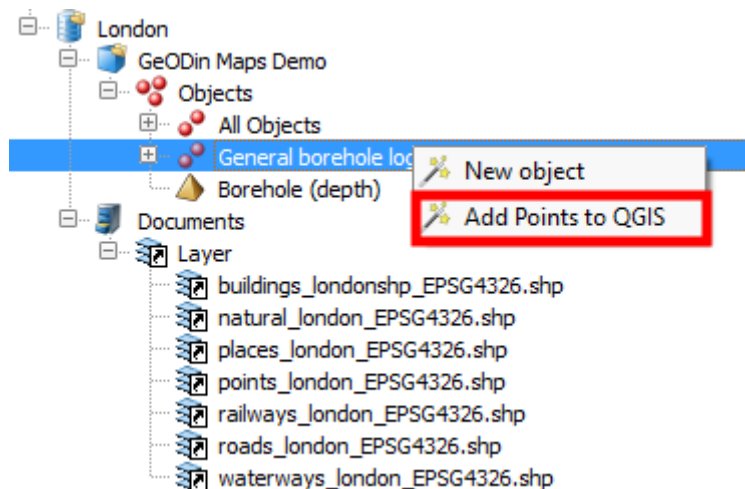 London
GeODin Maps Demo
Objects
All Objects
General borehole log
New object
Borehole (depth)
Add Points to QGIS
Documents
Layer
buildings_londonshp_EPSG4326.shp
natural_london_EPSG4326.shp
places_london_EPSG4326.shp
points_london_EPSG4326.shp
railways_london_EPSG4326.shp
roads_london_EPSG4326.shp
waterways_london_EPSG4326.shp